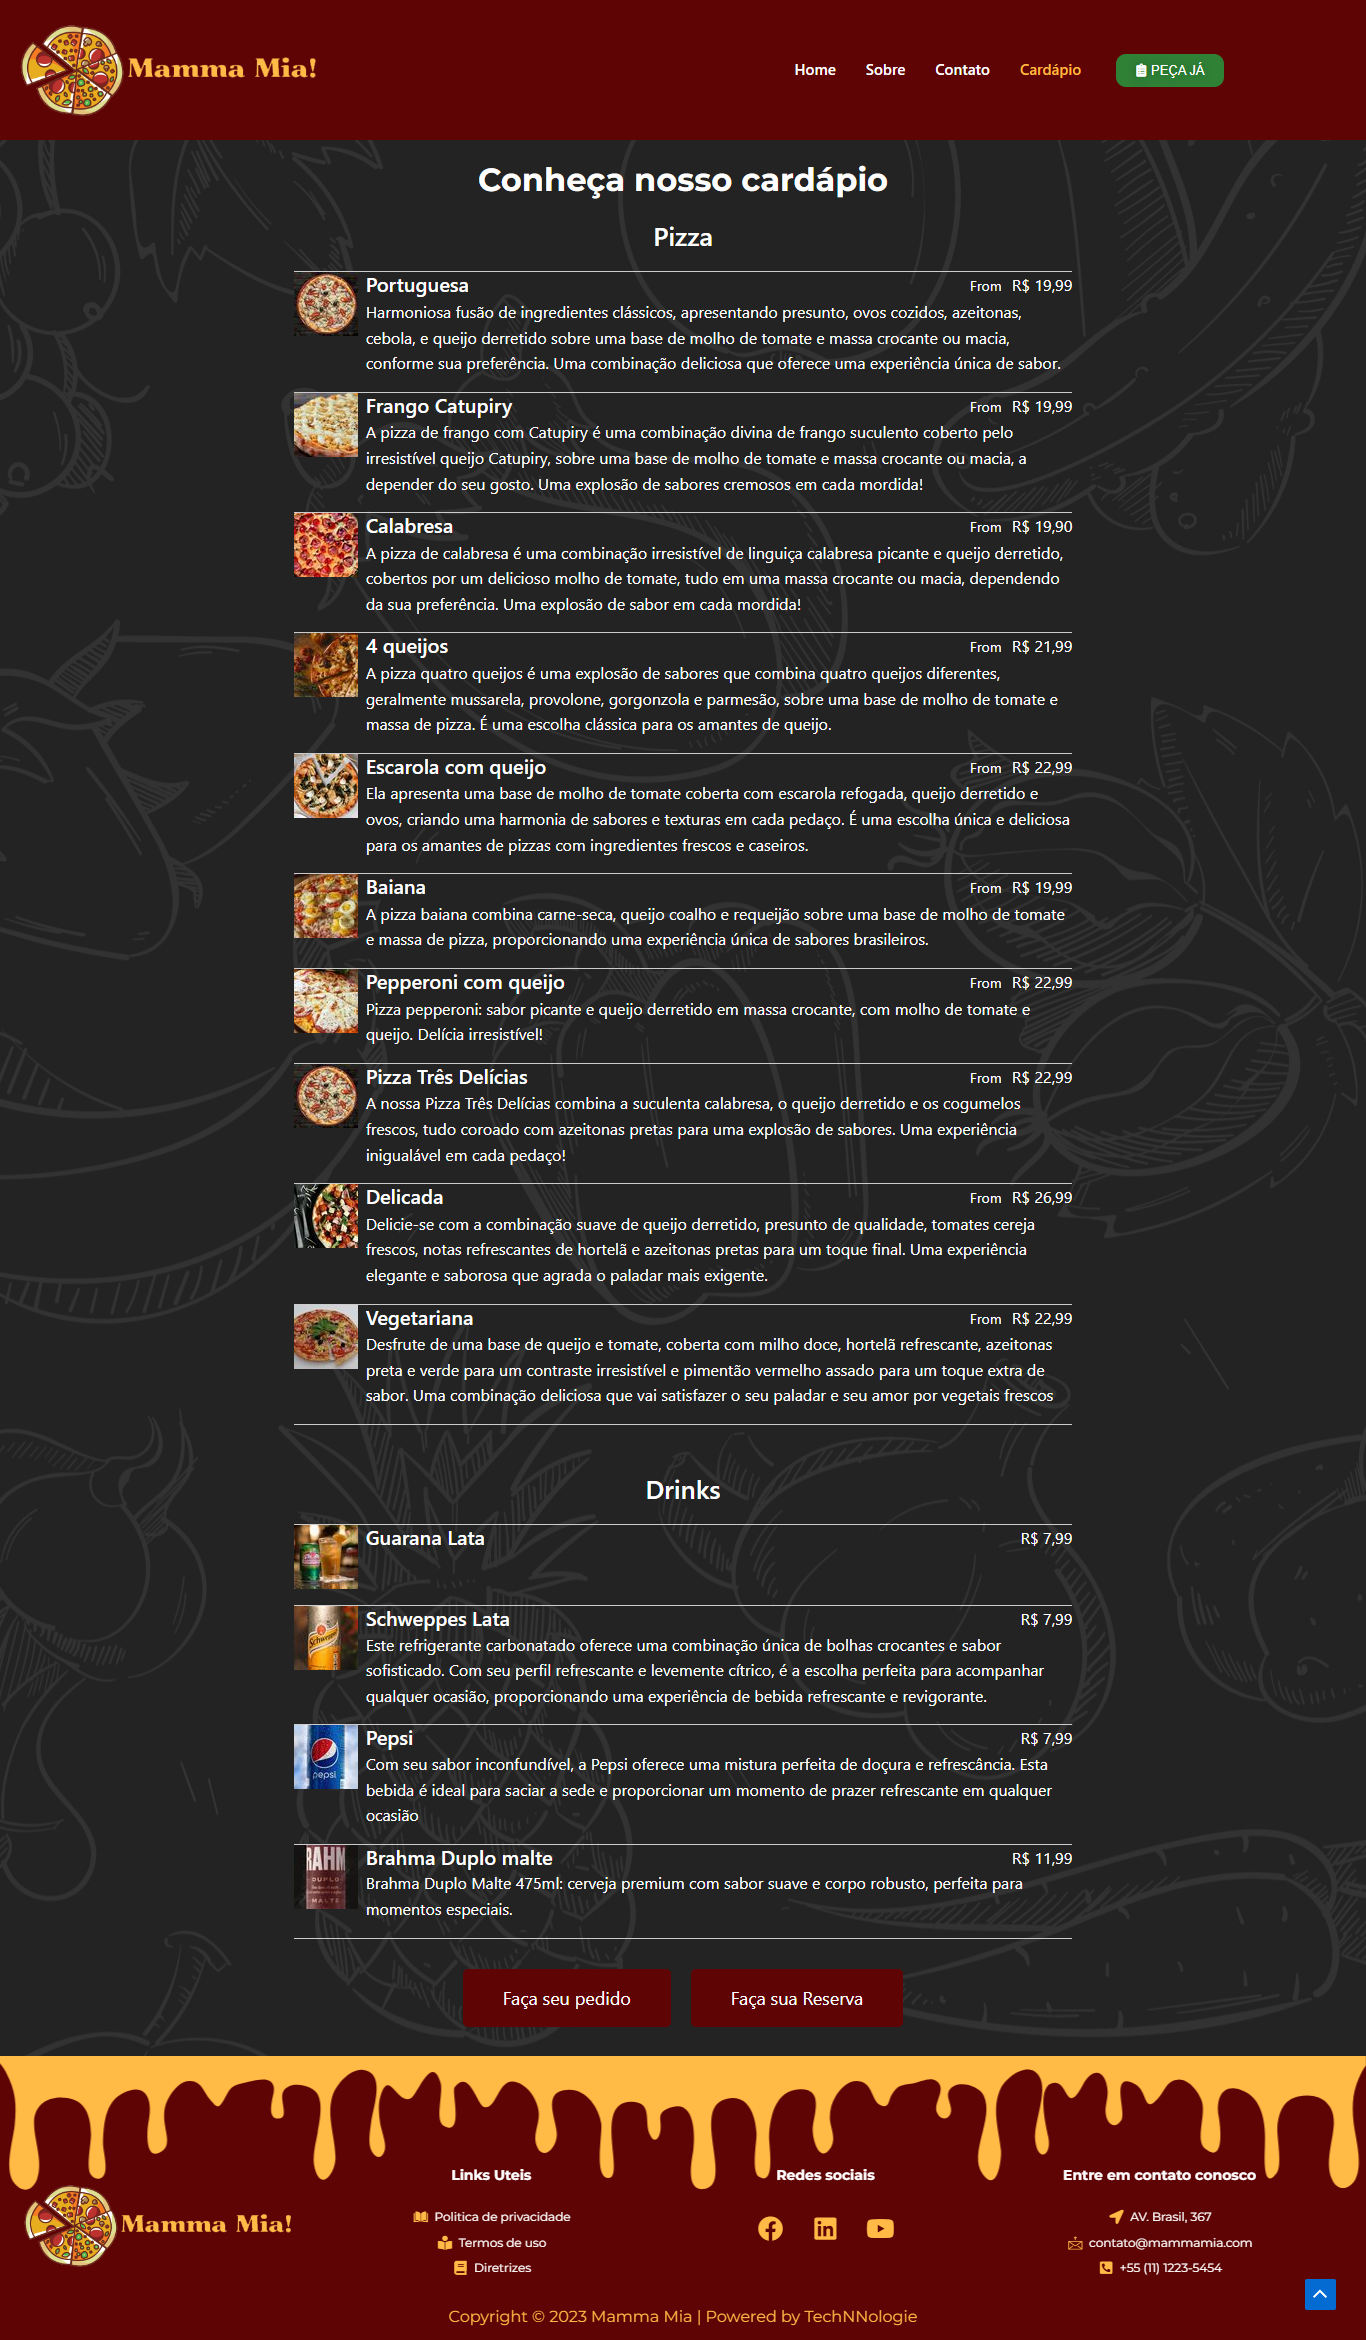 Mamma Mia!
Home Sobre Contato Cardápio PEÇA JÁ
Conheça nosso cardápio
Pizza
Portuguesa From R$ 19,99
Harmoniosa fusão de ingredientes clássicos, apresentando presunto, ovos cozidos, azeitonas,
cebola, e queijo derretido sobre uma base de molho de tomate e massa crocante ou macia,
conforme sua preferência. Uma combinação deliciosa que oferece uma experiência única de sabor.
Frango Catupiry From R$ 19,99
A pizza de frango com Catupiry é uma combinação divina de frango suculento coberto pelo
irresistível queijo Catupiry, sobre uma base de molho de tomate e massa crocante ou macia, a
depender do seu gosto. Uma explosão de sabores cremosos em cada mordida!
Calabresa From R$ 19,90
A pizza de calabresa é uma combinação irresistível de linguiça calabresa picante e queijo derretido,
cobertos por um delicioso molho de tomate, tudo em uma massa crocante ou macia, dependendo
da sua preferência. Uma explosão de sabor em cada mordida!
4 queijos From R$ 21,99
A pizza quatro queijos é uma explosão de sabores que combina quatro queijos diferentes,
geralmente mussarela, provolone, gorgonzola e parmesão, sobre uma base de molho de tomate e
massa de pizza. É uma escolha clássica para os amantes de queijo.
Escarola com queijo From R$ 22,99
Ela apresenta uma base de molho de tomate coberta com escarola refogada, queijo derretido e
ovos, criando uma harmonia de sabores e texturas em cada pedaço. É uma escolha única e deliciosa
para os amantes de pizzas com ingredientes frescos e caseiros.
Baiana From R$ 19,99
A pizza baiana combina carne-seca, queijo coalho e requeijão sobre uma base de molho de tomate
e massa de pizza, proporcionando uma experiência única de sabores brasileiros.
Pepperoni com queijo From R$ 22,99
Pizza pepperoni: sabor picante e queijo derretido em massa crocante, com molho de tomate e
queijo. Delícia irresistível!
Pizza Três Delícias From R$ 22,99
A nossa Pizza Três Delícias combina a suculenta calabresa, o queijo derretido e os cogumelos
frescos, tudo coroado com azeitonas pretas para uma explosão de sabores. Uma experiência
inigualável em cada pedaço!
Delicada From R$ 26,99
Delicie-se com a combinação suave de queijo derretido, presunto de qualidade, tomates cereja
frescos, notas refrescantes de hortelã e azeitonas pretas para um toque final. Uma experiência
elegante e saborosa que agrada o paladar mais exigente.
Vegetariana From R$ 22,99
Desfrute de uma base de queijo e tomate, coberta com milho doce, hortelã refrescante, azeitonas
preta e verde para um contraste irresistível e pimentão vermelho assado para um toque extra de
sabor. Uma combinação deliciosa que vai satisfazer o seu paladar e seu amor por vegetais frescos
Drinks
Guarana Lata R$ 7,99
Schweppes Lata R$ 7,99
Schweppes
Este refrigerante carbonatado oferece uma combinação única de bolhas crocantes e sabor
sofisticado. Com seu perfil refrescante e levemente cítrico, é a escolha perfeita para acompanhar
qualquer ocasião, proporcionando uma experiência de bebida refrescante e revigorante.
Pepsi R$ 7,99
pepsi
Com seu sabor inconfundível, a Pepsi oferece uma mistura perfeita de doçura e refrescância. Esta
bebida é ideal para saciar a sede e proporcionar um momento de prazer refrescante em qualquer
ocasião
Brahma Duplo malte R$ 11,99
RAHM
DUPLO
MALTE
Brahma Duplo Malte 475ml: cerveja premium com sabor suave e corpo robusto, perfeita para
momentos especiais.
Faça seu pedido Faça sua Reserva
Mamma Mia!
Links Uteis
Politica de privacidade
Termos de uso
Diretrizes
Redes sociais
Entre em contato conosco
AV. Brasil, 367
contato@mammamia.com
+55 (11) 1223-5454
Copyright © 2023 Mamma Mia | Powered by TechNNologie